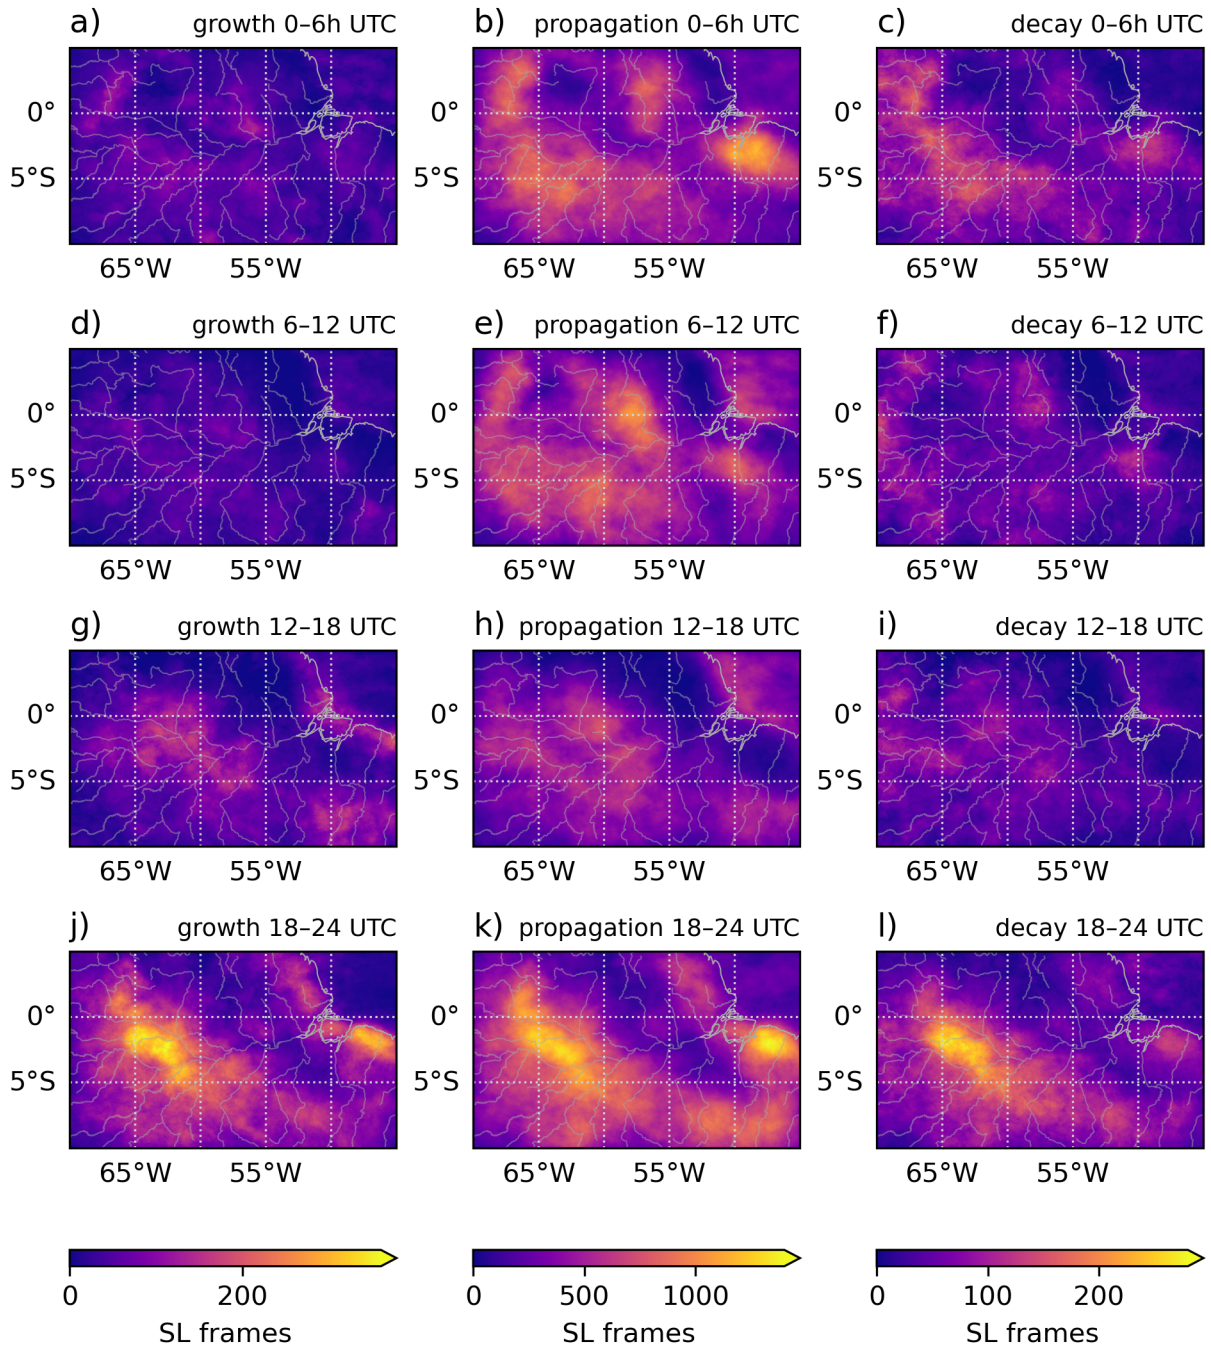 a) growth 0–6h UTC b) propagation 0–6h UTC c) decay 0–6h UTC
0° 0° 0°
5°S 5°S 5°S
65°W 55°W 65°W 55°W 65°W 55°W
d) growth 6–12 UTC e) propagation 6–12 UTC f) decay 6–12 UTC
0° 0° 0°
5°S 5°S 5°S
65°W 55°W 65°W 55°W 65°W 55°W
g) growth 12–18 UTC h) propagation 12–18 UTC i) decay 12–18 UTC
0° 0° 0°
5°S 5°S 5°S
65°W 55°W 65°W 55°W 65°W 55°W
j) growth 18–24 UTC k) propagation 18–24 UTC l) decay 18–24 UTC
0° 0° 0°
5°S 5°S 5°S
65°W 55°W 65°W 55°W 65°W 55°W
0 200 0 500 1000 0 100 200
SL frames SL frames SL frames